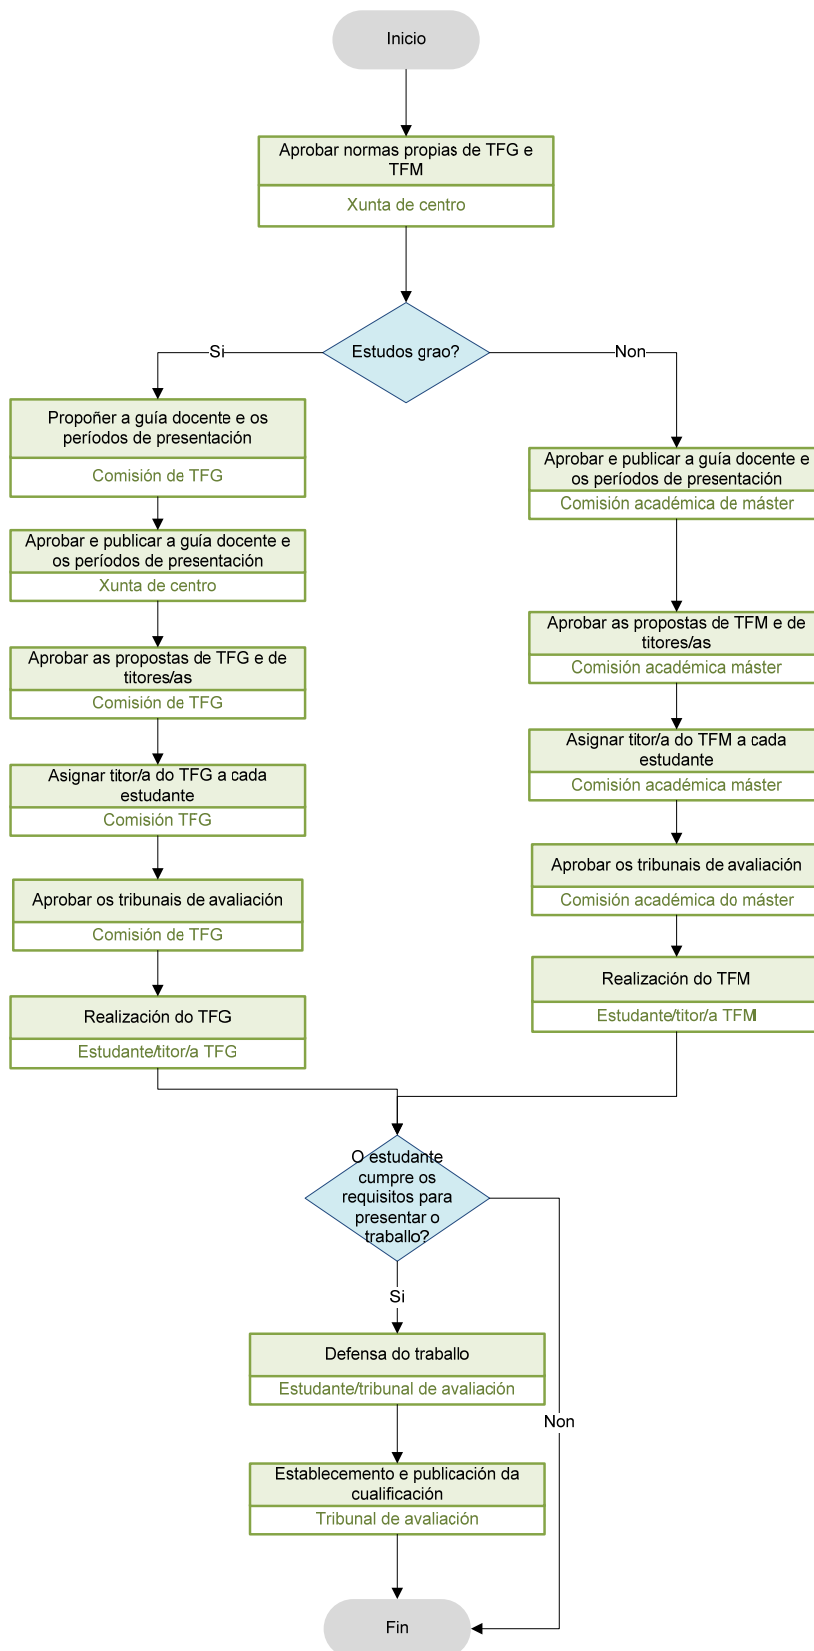 Inicio
Aprobar normas propias de TFG e
TFM
Xunta de centro
Estudos grao?
Si
Non
Propoñer a guía docente e os
períodos de presentación
Comisión de TFG
Aprobar e publicar a guía docente e
os períodos de presentación
Xunta de centro
Aprobar as propostas de TFG e de
titores/as
Comisión de TFG
Asignar titor/a do TFG a cada
estudante
Comisión TFG
Aprobar os tribunais de avaliación
Comisión de TFG
Realización do TFG
Estudante/titor/a TFG
Aprobar e publicar a guía docente e
os períodos de presentación
Comisión académica de máster
Aprobar as propostas de TFM e de
titores/as
Comisión académica máster
Asignar titor/a do TFM a cada
estudante
Comisión académica máster
Aprobar os tribunais de avaliación
Comisión académica do máster
Realización do TFM
Estudante/titor/a TFM
O estudante
cumpre os
requisitos para
presentar o
traballo?
Si
Non
Defensa do traballo
Estudante/tribunal de avaliación
Establecemento e publicación da
cualificación
Tribunal de avaliación
Fin